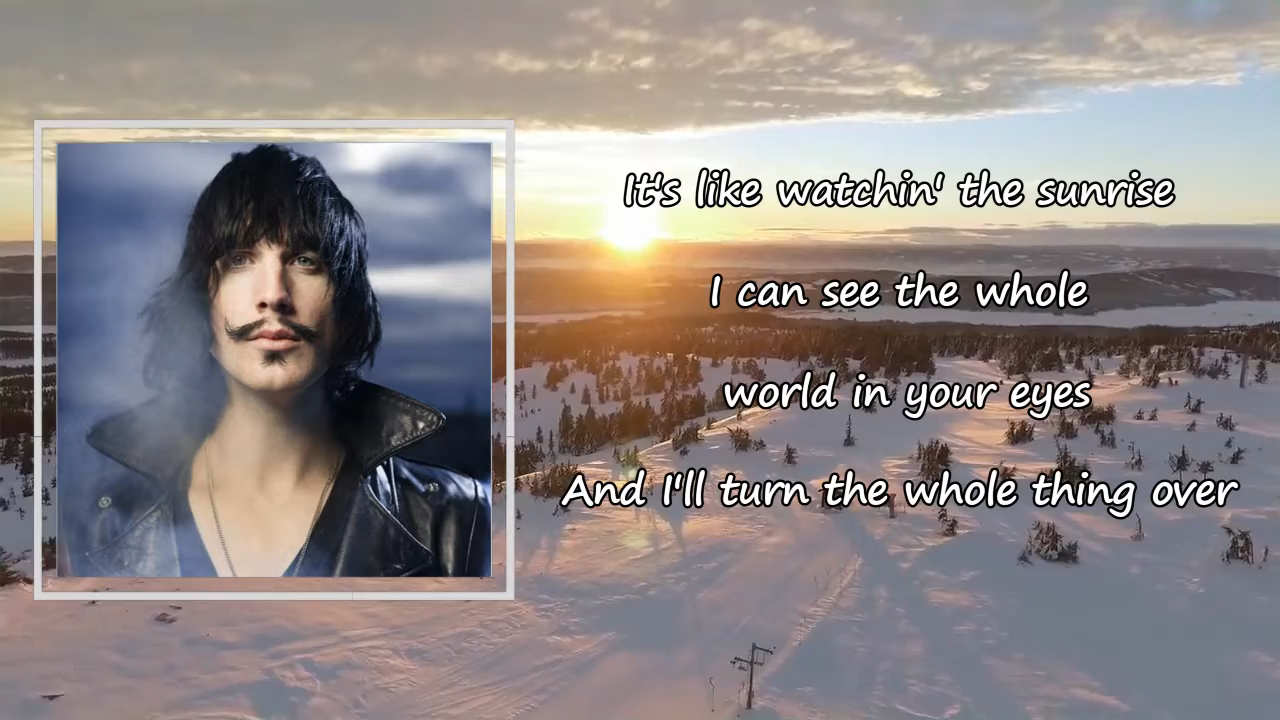 It's like watchin' the sunrise
I can see the whole
world in your eyes
And I'll turn the whole thing over